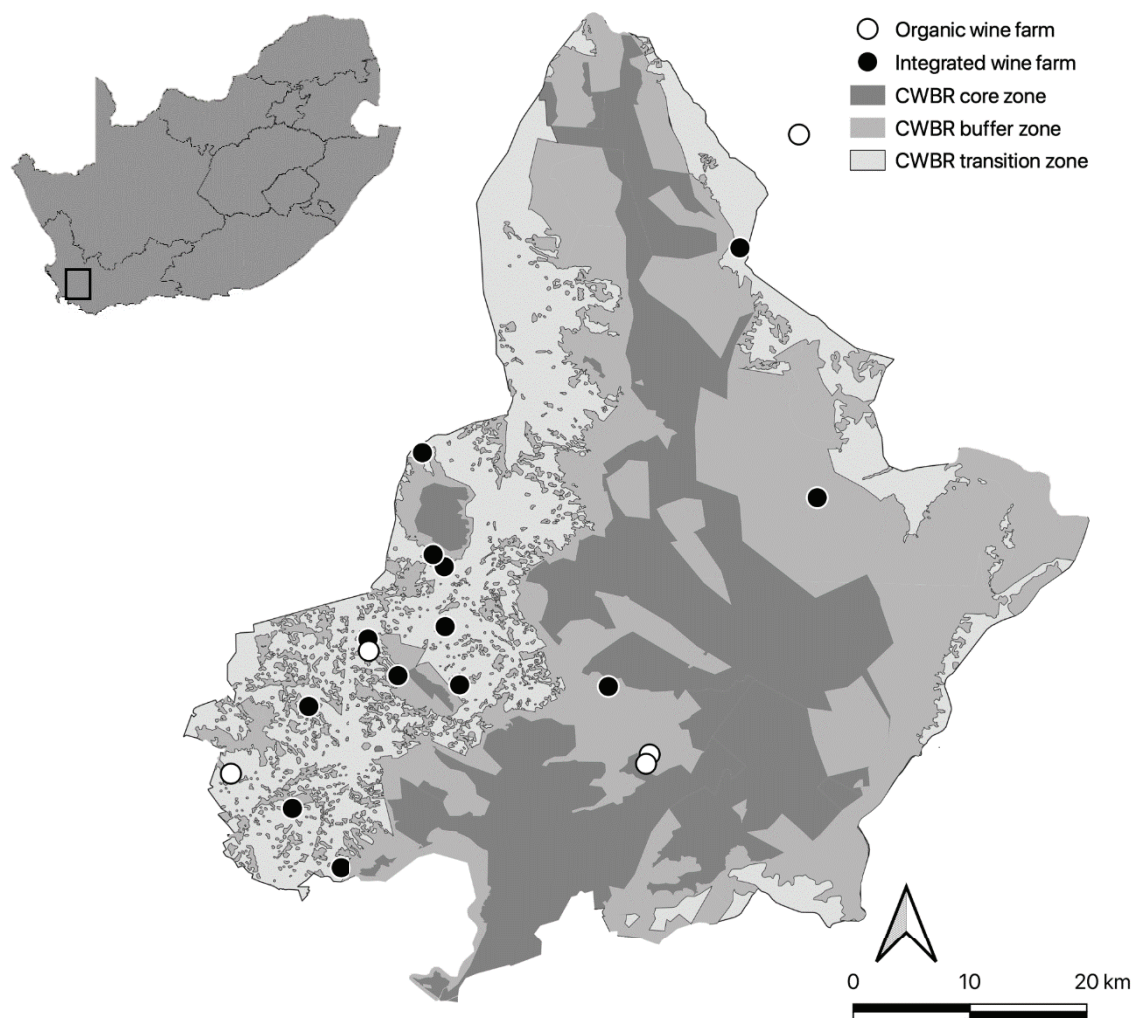 Organic wine farm
Integrated wine farm
CWBR core zone
CWBR buffer zone
CWBR transition zone
0 10 20 km